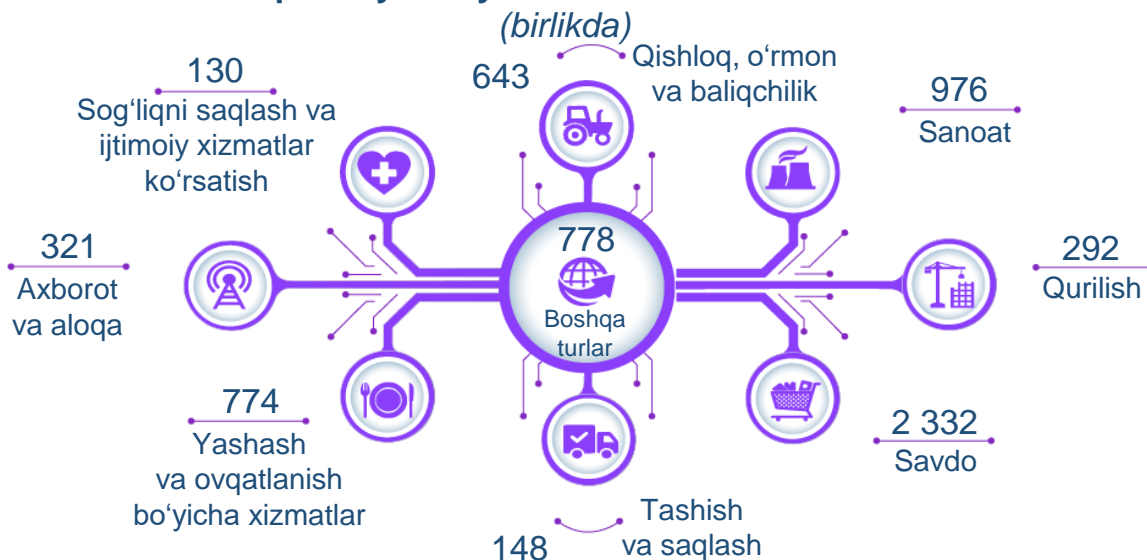 (birlikda)
130
Sog‘liqni saqlash va
ijtimoiy xizmatlar
ko‘rsatish
643
Qishloq, o‘rmon
va baliqchilik
976
Sanoat
321
Axborot
va aloqa
778
Boshqa
turlar
292
Qurilish
774
Yashash
va ovqatlanish
bo‘yicha xizmatlar
2 332
Savdo
148
Tashish
va saqlash